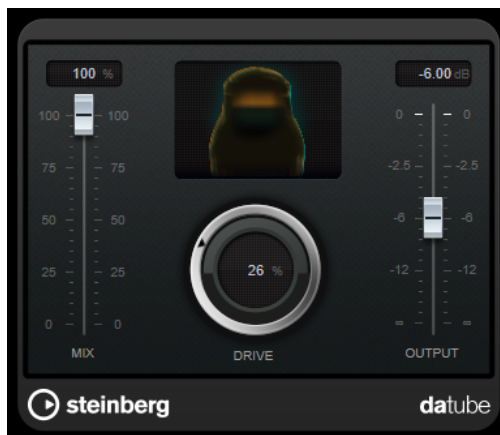 100 % -6.00 dB
100 100 0 0
75 75 -2.5 -2.5
50 50 -6 -6
26 %
25 25 -12 -12
0 0 ∞ ∞
MIX DRIVE OUTPUT
steinberg datube